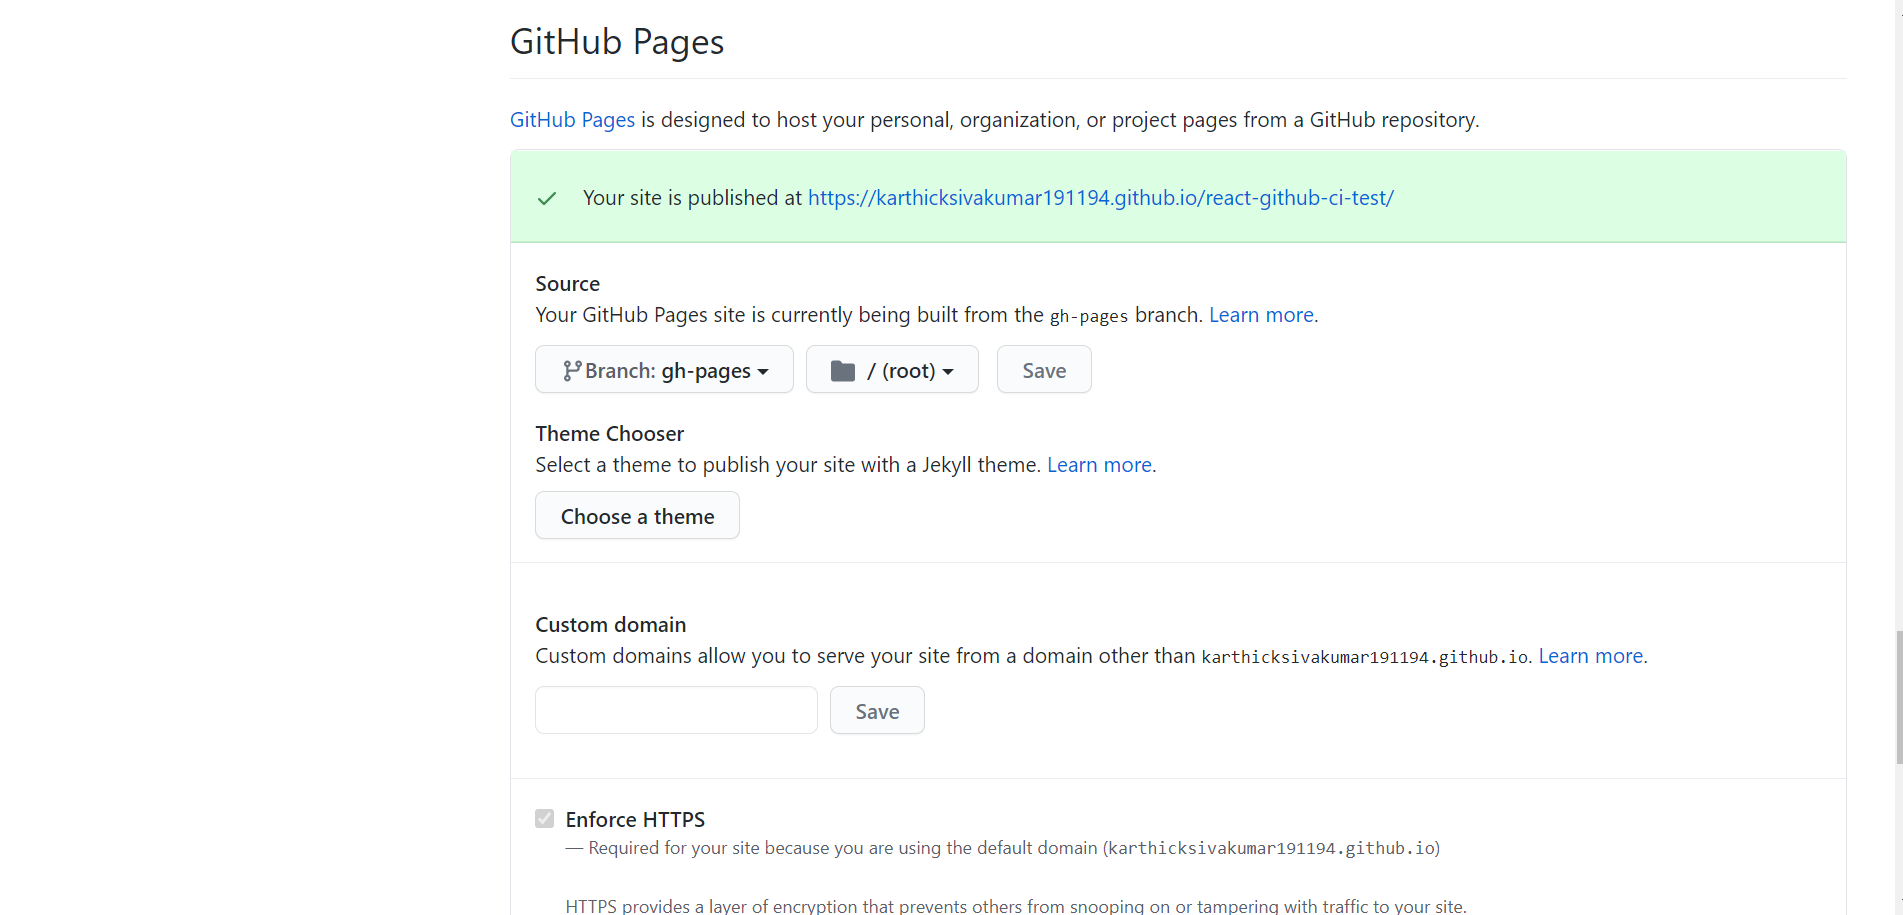 GitHub Pages
GitHub Pages is designed to host your personal, organization, or project pages from a GitHub repository.
Your site is published at https://karthicksivakumar191194.github.io/react-github-ci-test/
Source
Your GitHub Pages site is currently being built from the gh-pages branch. Learn more.
Branch: gh-pages / (root) Save
Theme Chooser
Select a theme to publish your site with a Jekyll theme. Learn more.
Choose a theme
Custom domain
Custom domains allow you to serve your site from a domain other than karthicksivakumar191194.github.io. Learn more.
Save
Enforce HTTPS
— Required for your site because you are using the default domain (karthicksivakumar191194.github.io)
HTTPS provides a layer of encryption that prevents others from snooping on or tampering with traffic to your site.